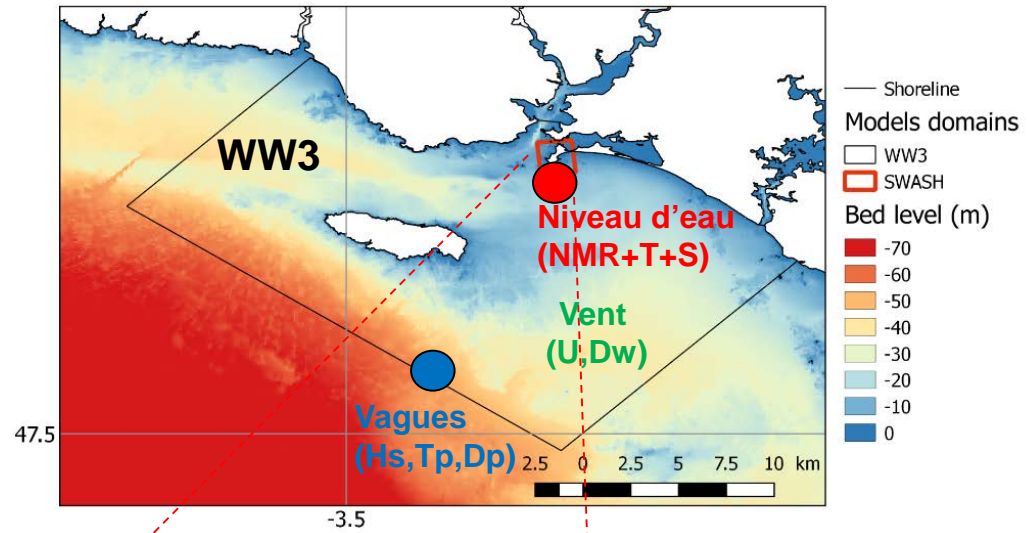 WW3
Niveau d'eau
(NMR+T+S)
Vent
(U,Dw)
Vagues
(Hs,Tp,Dp)
47.5
-3.5
2.5 0 2.5 5 7.5 10 km
Shoreline
Models domains
WW3
SWASH
Bed level (m)
-70
-60
-50
-40
-30
-20
-10
0